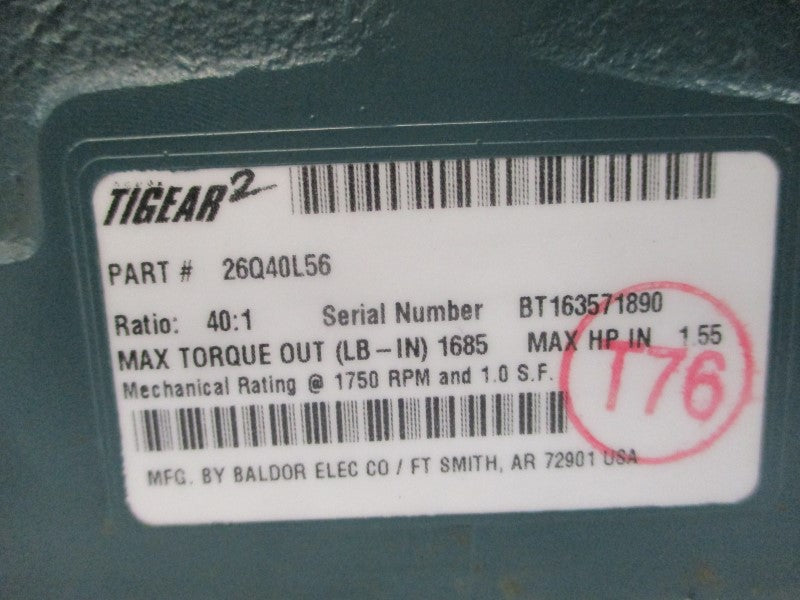 TIGEAR2
PART # 26Q40L56
Ratio: 40:1 Serial Number BT163571890
MAX TORQUE OUT (LB-IN) 1685 MAX HP IN 1.55
Mechanical Rating @ 1750 RPM and 1.0 S.F.
T76
MFG. BY BALDOR ELEC CO / FT SMITH, AR 72901 USA